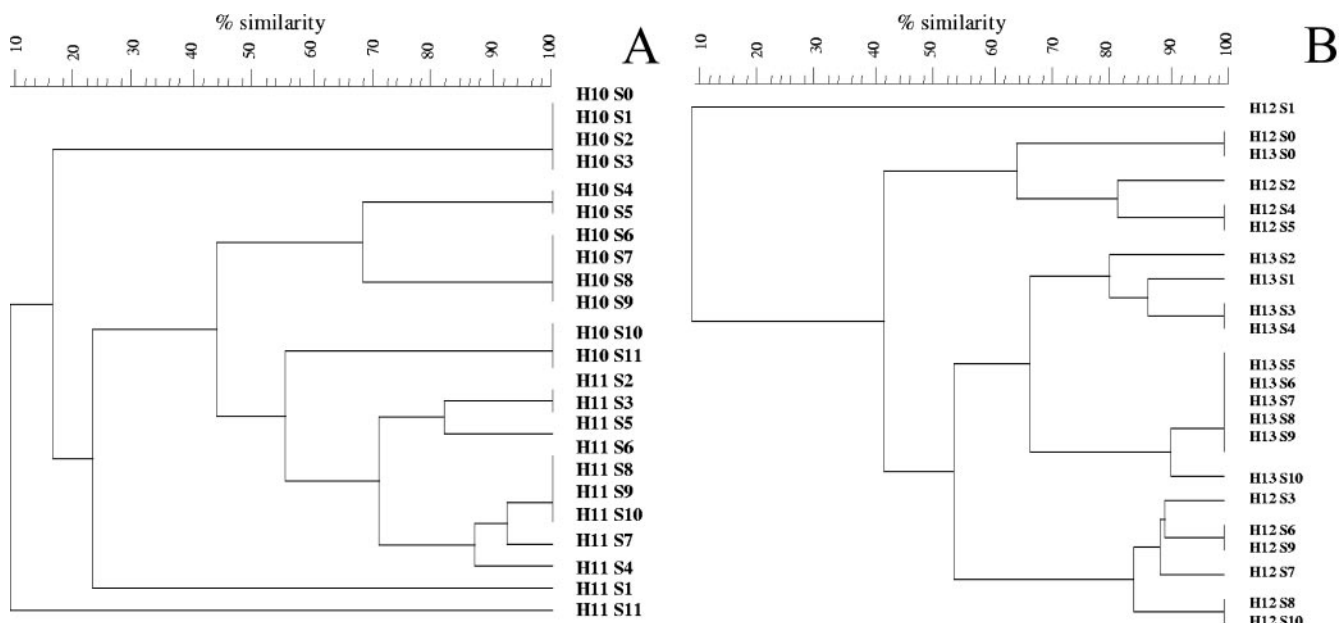 % similarity
10 20 30 40 50 60 70 80 90 100
A
H10 S0
H10 S1
H10 S2
H10 S3
H10 S4
H10 S5
H10 S6
H10 S7
H10 S8
H10 S9
H10 S10
H10 S11
H11 S2
H11 S3
H11 S5
H11 S6
H11 S8
H11 S9
H11 S10
H11 S7
H11 S4
H11 S1
H11 S11
% similarity
10 20 30 40 50 60 70 80 90 100
B
H12 S1
H12 S0
H13 S0
H12 S2
H12 S4
H12 S5
H13 S2
H13 S1
H13 S3
H13 S4
H13 S5
H13 S6
H13 S7
H13 S8
H13 S9
H13 S10
H12 S3
H12 S6
H12 S9
H12 S7
H12 S8
H12 S10